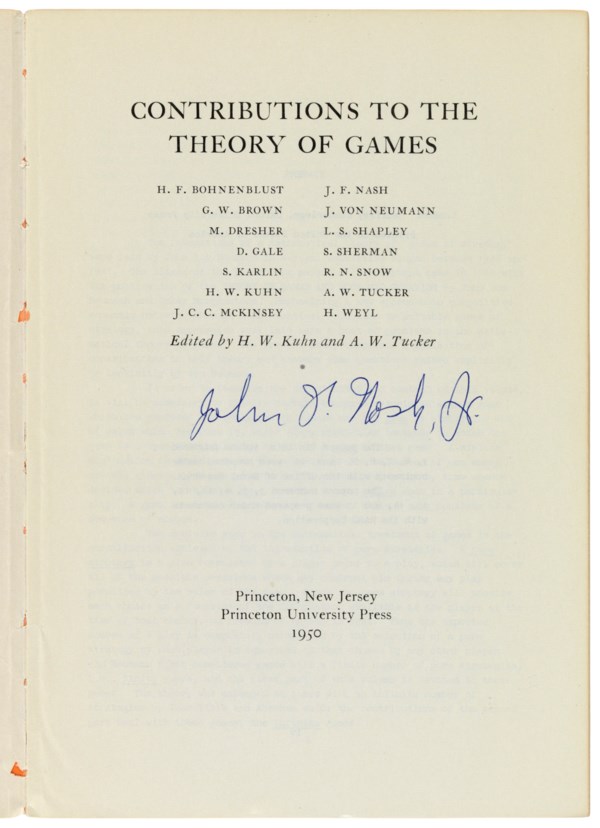 CONTRIBUTIONS TO THE
THEORY OF GAMES
H. F. BOHNENBLUST J. F. NASH
G. W. BROWN J. VON NEUMANN
M. DRESHER L. S. SHAPLEY
D. GALE S. SHERMAN
S. KARLIN R. N. SNOW
H. W. KUHN A. W. TUCKER
J. C. C. McKINSEY H. WEYL
Edited by H. W. Kuhn and A. W. Tucker
John F. Nash, Jr.
Princeton, New Jersey
Princeton University Press
1950